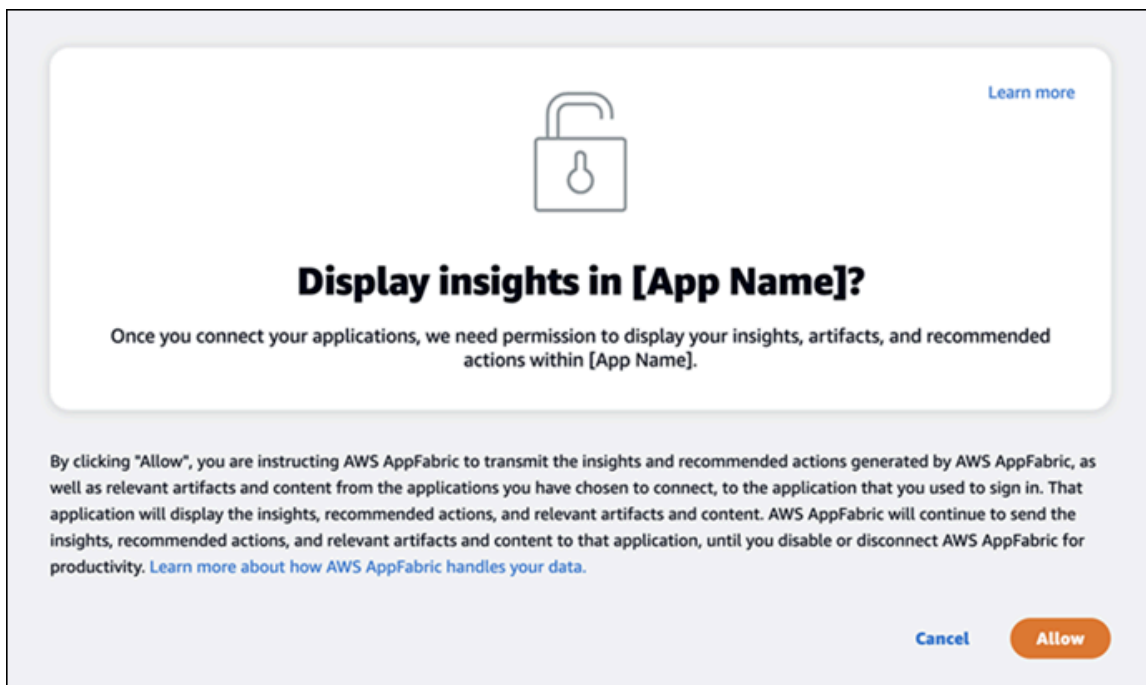 Learn more
Display insights in [App Name]?
Once you connect your applications, we need permission to display your insights, artifacts, and recommended
actions within [App Name].
By clicking "Allow", you are instructing AWS AppFabric to transmit the insights and recommended actions generated by AWS AppFabric, as
well as relevant artifacts and content from the applications you have chosen to connect, to the application that you used to sign in. That
application will display the insights, recommended actions, and relevant artifacts and content. AWS AppFabric will continue to send the
insights, recommended actions, and relevant artifacts and content to that application, until you disable or disconnect AWS AppFabric for
productivity. Learn more about how AWS AppFabric handles your data.
Cancel Allow